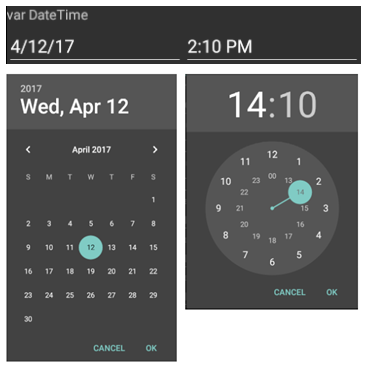 var DateTime
4/12/17 2:10 PM
2017
Wed, Apr 12
April 2017
S M T W T F S
1
2 3 4 5 6 7 8
9 10 11 12 13 14 15
16 17 18 19 20 21 22
23 24 25 26 27 28 29
30
CANCEL OK
14:10
12
11 1
00
23 13
10 2
22 14
9 21 15 3
20 16
8 4
19 18 17
7 5
6
CANCEL OK